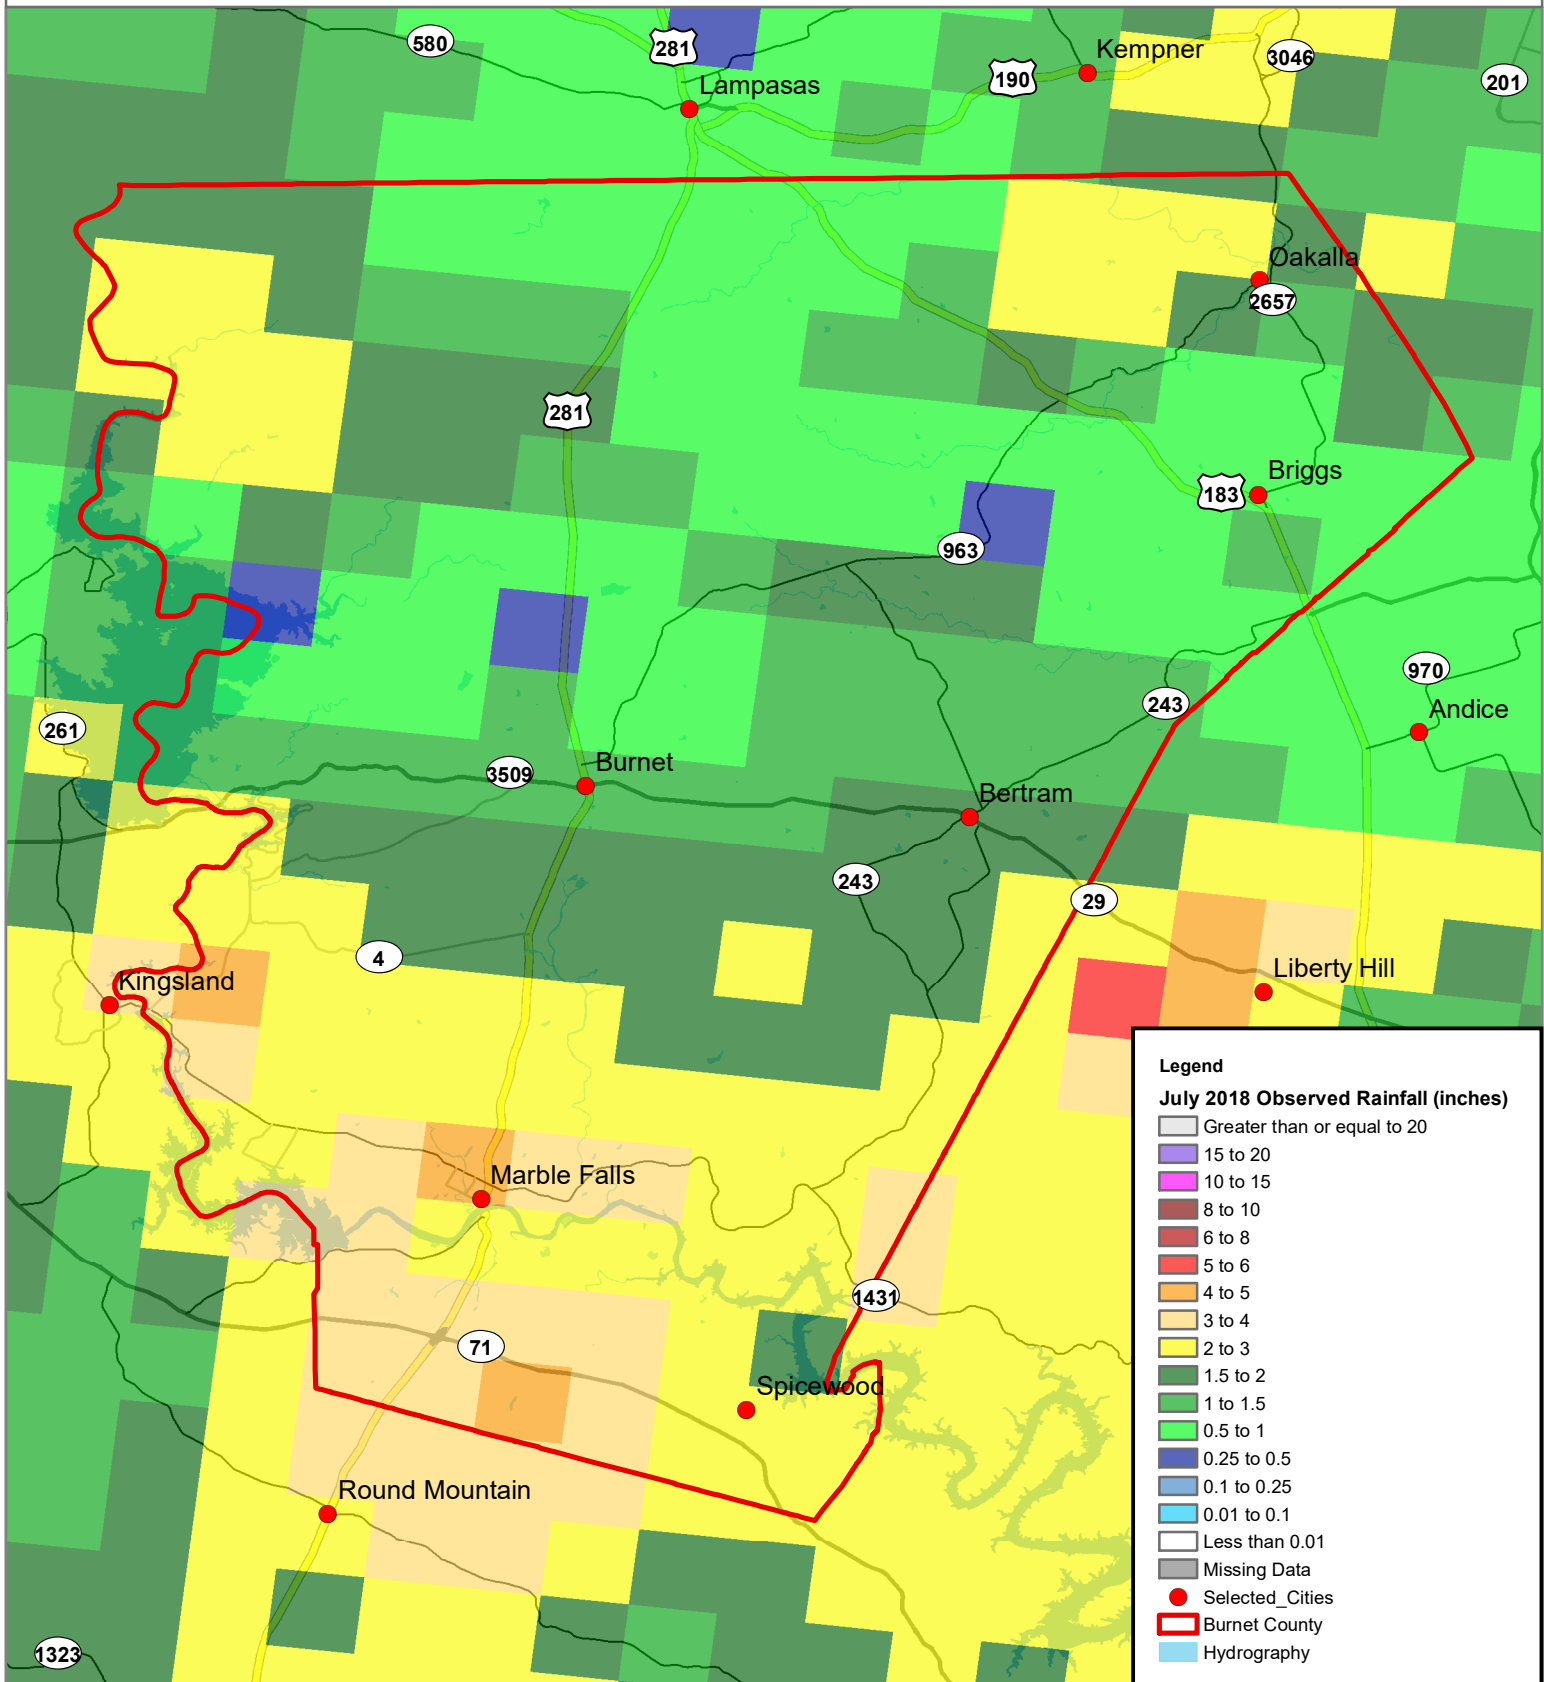 580
281
Kempner
3046
190
201
Lampasas
Oakalla
2657
281
Briggs
183
963
970
243
Andice
261
Burnet
3509
Bertram
243
29
4
Liberty Hill
Kingsland
Marble Falls
1431
71
Spicewood
Round Mountain
1323
Legend
July 2018 Observed Rainfall (inches)
Greater than or equal to 20
15 to 20
10 to 15
8 to 10
6 to 8
5 to 6
4 to 5
3 to 4
2 to 3
1.5 to 2
1 to 1.5
0.5 to 1
0.25 to 0.5
0.1 to 0.25
0.01 to 0.1
Less than 0.01
Missing Data
Selected_Cities
Burnet County
Hydrography